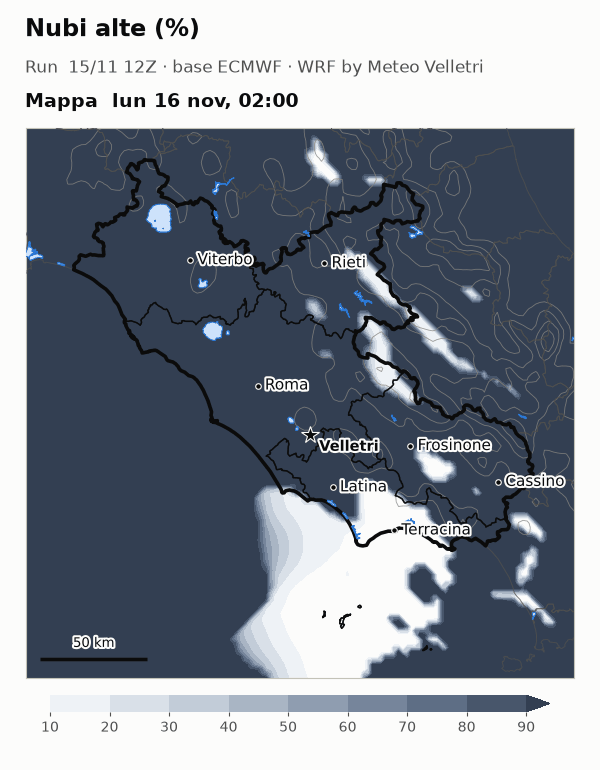 Nubi alte (%)
Run 15/11 12Z · base ECMWF · WRF by Meteo Velletri
Mappa lun 16 nov, 02:00
Viterbo
Rieti
Roma
Velletri
Frosinone
Cassino
Latina
Terracina
50 km
10 20 30 40 50 60 70 80 90